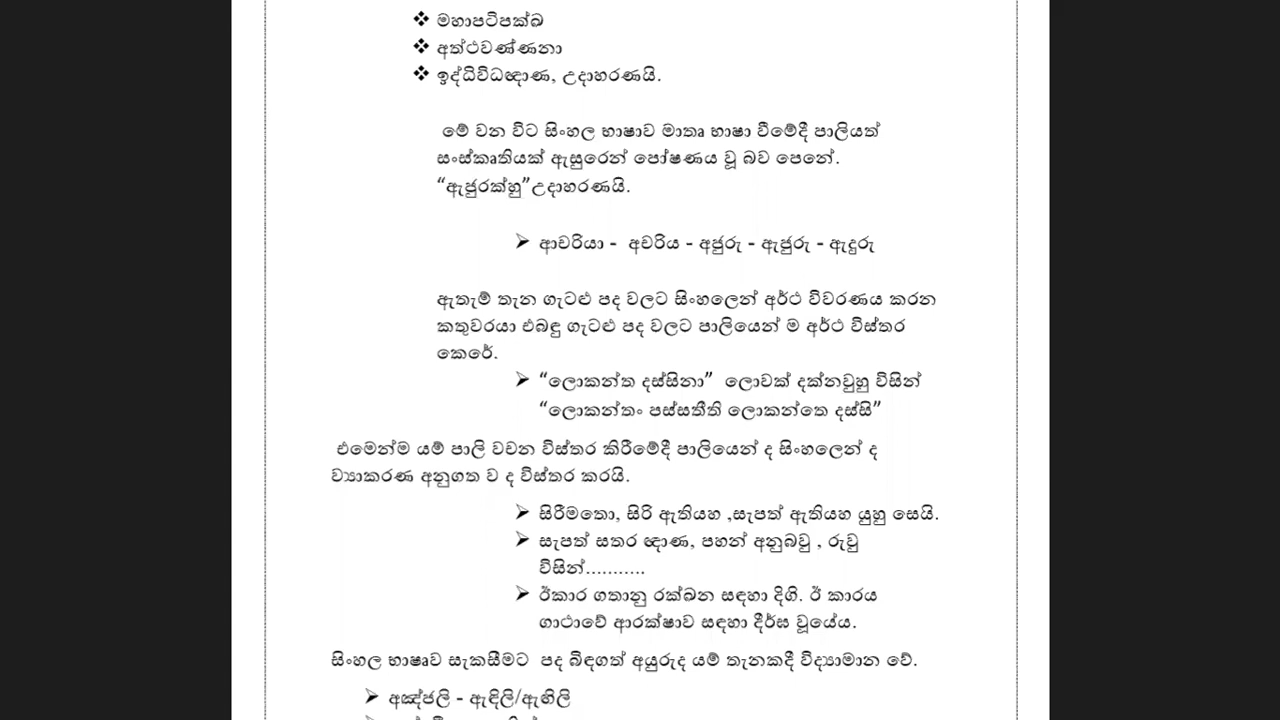 ❖ මහාපටිපක්ඛ
❖ අත්ථවණ්ණනා
❖ ඉද්ධිවිධඥාණ, උදාහරණයි.
මේ වන විට සිංහල භාෂාව මාතෘ භාෂා වීමේදී පාලියත්
සංස්කෘතියක් ඇසුරෙන් පෝෂණය වූ බව පෙනේ.
“ඇජුරක්හු”උදාහරණයි.
➢ ආචරියා - අචරිය - අජුරු - ඇජුරු - ඇදුරු
ඇතැම් තැන ගැටළු පද වලට සිංහලෙන් අර්ථ විවරණය කරන
කතුවරයා එබඳු ගැටළු පද වලට පාලියෙන් ම අර්ථ විස්තර
කෙරේ.
➢ “ලොකන්ත දස්සිනා” ලොවක් දක්නවුහු විසින්
“ලොකන්තං පස්සතීති ලොකන්තෙ දස්සි”
එමෙන්ම යම් පාලි වචන විස්තර කිරීමේදී පාලියෙන් ද සිංහලෙන් ද
ව්‍යාකරණ අනුගත ව ද විස්තර කරයි.
➢ සිරීමතො, සිරි ඇතියහ ,සැපත් ඇතියහ යුහු සෙයි.
➢ සැපත් සතර ඥාණ, පහන් අනුබවු , රුවු
විසින්...........
➢ ඊකාර ගතානු රක්ඛන සඳහා දිගි. ඊ කාරය
ගාථාවේ ආරක්ෂාව සඳහා දීර්ඝ වූයේය.
සිංහල භාෂෘව සැකසීමට පද බිඳගත් අයුරුද යම් තැනකදී විද්‍යාමාන වේ.
➢ අඤ්ජලි - ඇඳිලි/ඇඟිලි